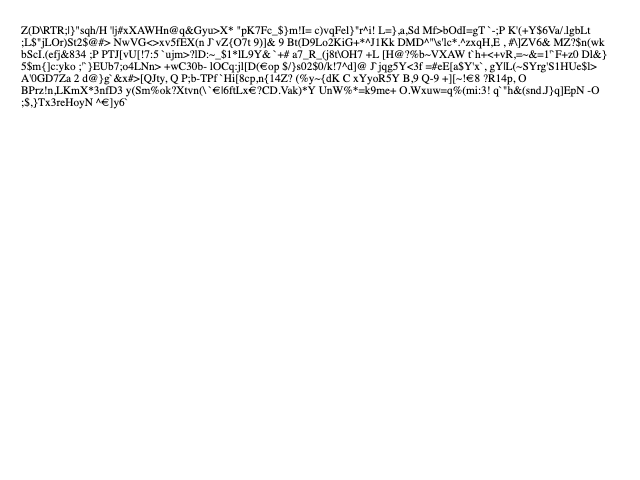 Z(D\RTR;l}"sqh/H 'lj#xXAWHn@q&Gyu>X* "pK7Fc_$}m!I= c)vqFel}"r^i! L=},a,Sd Mf>bOdI=gT`-;P K'(+Y$6Va/.lgbLt
;L$"jLOr)St2$@#> NwVG<>xv5fEX(n J`vZ{O7t 9)]& 9 Bt(D9Lo2KiG+*^J1Kk DMD^"\s'lc*.^zxqH,E , #\]ZV6& MZ?$n(wk
bScI.(efj&834 ;P PTJ[vU[!7:5`ujm>?lD:~_$1*lL9Y& `+# a7_R_(j8t\OH7 +L [H@?%b~VXAW t`h+<+vR,=~&=1^F+z0 Dl&}
5$m{]c:yko ;"}EUb7;o4LNn> +wC30b- lOCq;jl[D(€op $/}s02$0/k!7^d]@ J`jqg5Y<3f =#eE[a$Y'x`, gY!L(~SYrg'S1HUe$l>
A'0GD7Za 2 d@}g`&x#>[QJty, Q P;b-TPf`Hi[8cp,n{14Z? (%y~{dK C xYyoR5Y B,9 Q-9 +][~!€8 ?R14p, O
BPrz!n,LKmX*3nfD3 y(Sm%ok?Xtvn(\`€l6ftLx€?CD.Vak)*Y UnW%*=k9me+ O.Wxuw=q%(mi:3! q`"h&(snd.J}q]EpN -O
;$,}Tx3reHoyN ^€]y6`